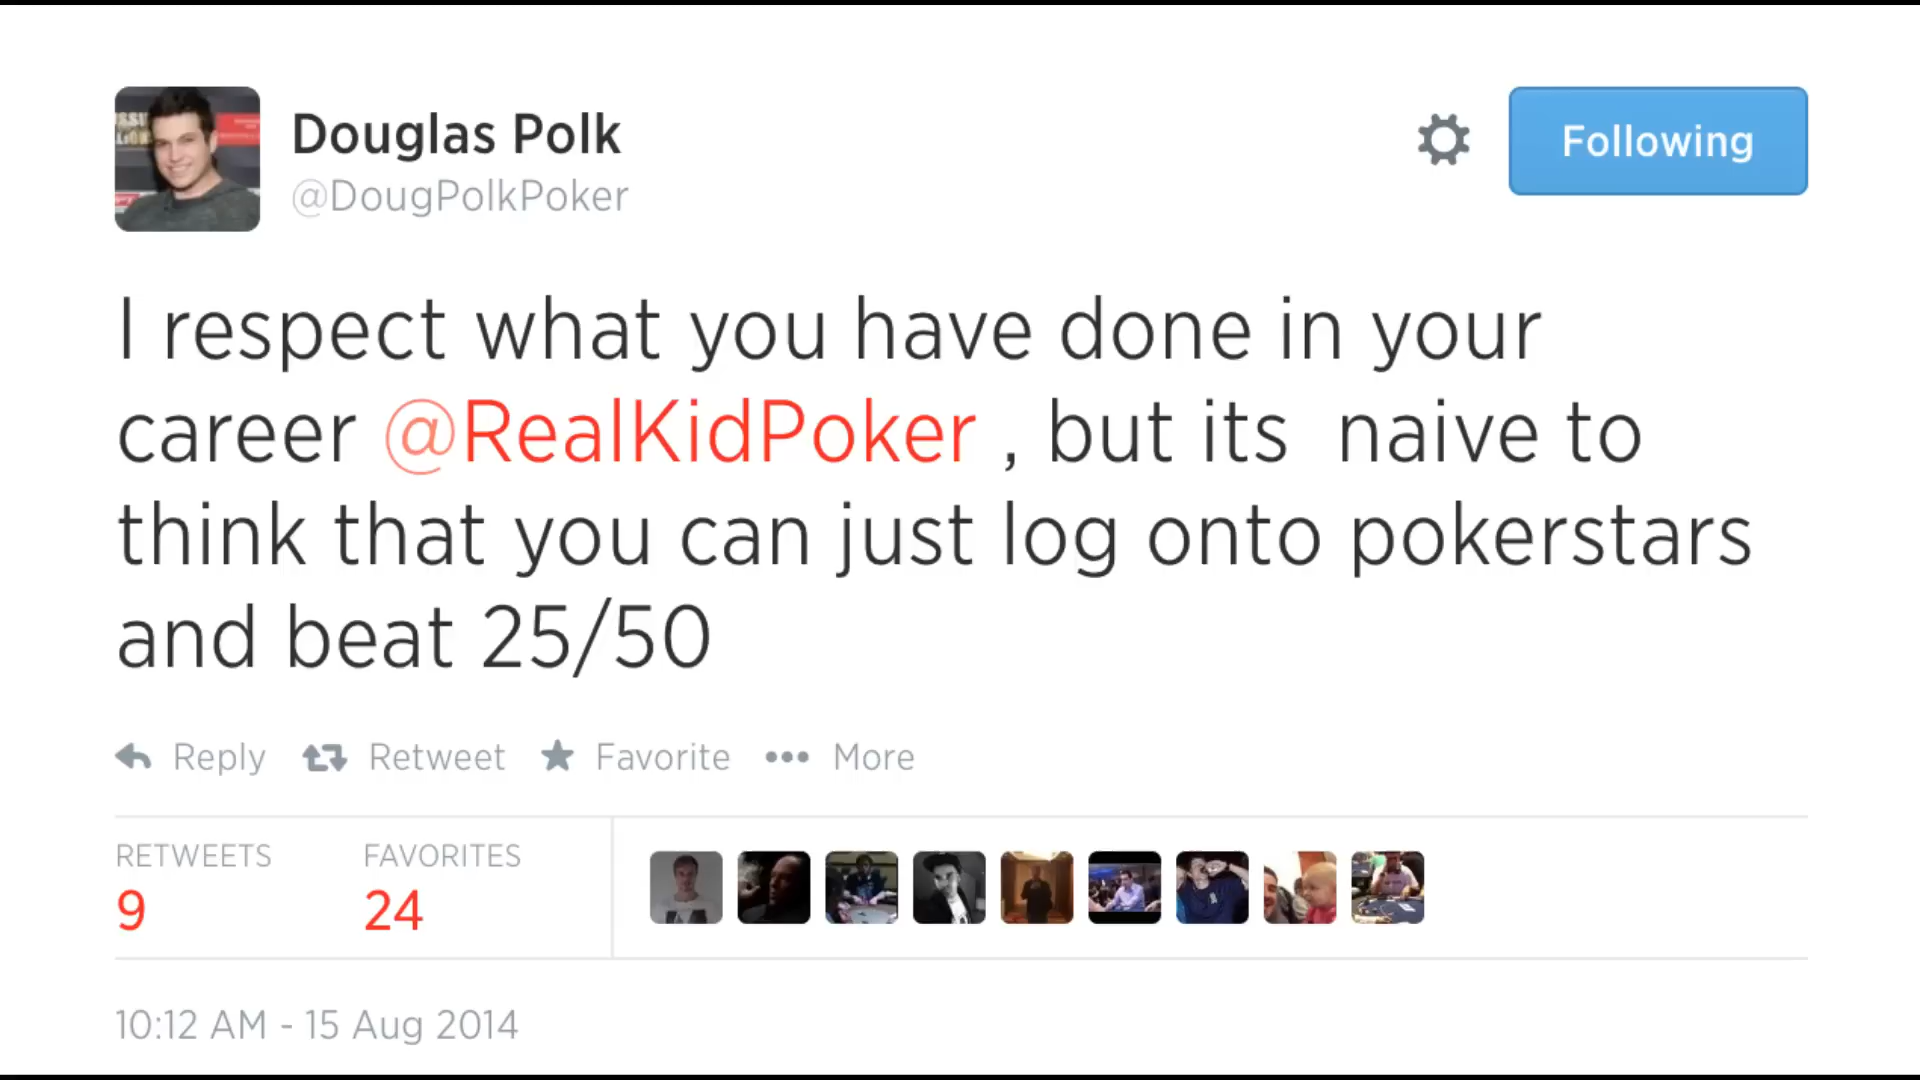 Douglas Polk
@DougPolkPoker
Following
I respect what you have done in your
career @RealKidPoker , but its  naive to
think that you can just log onto pokerstars
and beat 25/50
Reply Retweet Favorite More
RETWEETS FAVORITES
9 24
10:12 AM - 15 Aug 2014